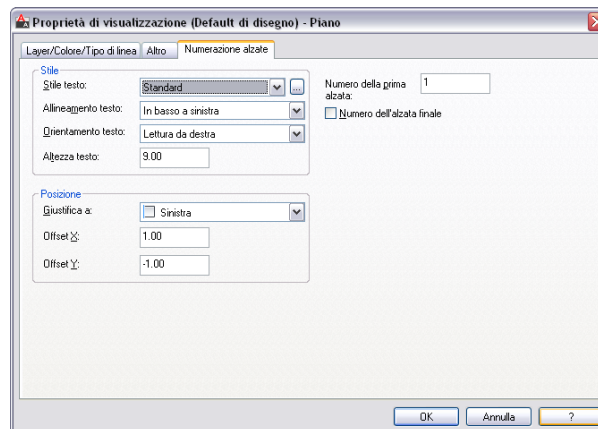 Proprietà di visualizzazione (Default di disegno) - Piano
Layer/Colore/Tipo di linea Altro Numerazione alzate
Stile
Stile testo: Standard ...
Allineamento testo: In basso a sinistra
Orientamento testo: Lettura da destra
Altezza testo: 9.00
Numero della prima alzata: 1
Numero dell'alzata finale
Posizione
Giustifica a: Sinistra
Offset X: 1.00
Offset Y: -1.00
OK Annulla ?